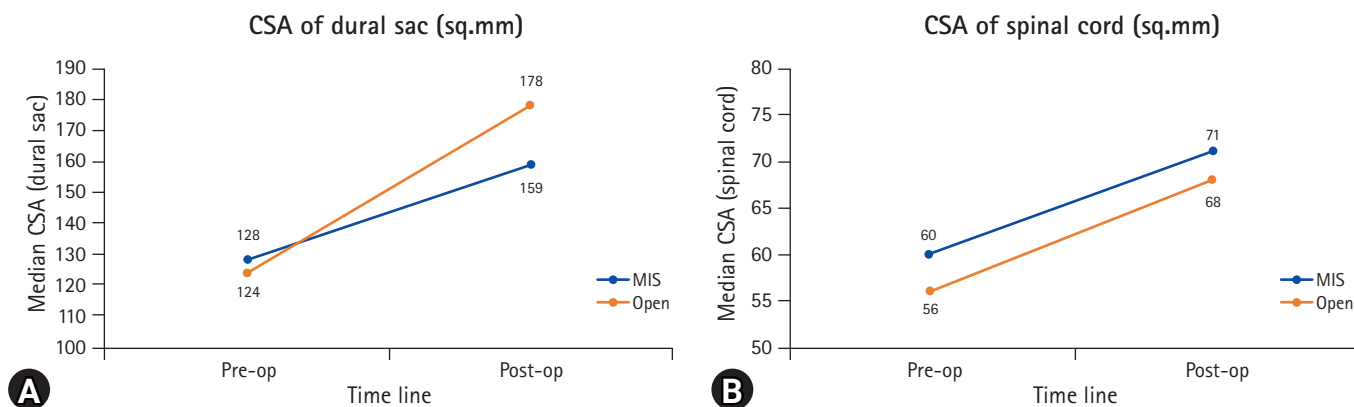 CSA of dural sac (sq.mm)
Median CSA (dural sac)
190
180
170
160
150
140
130
120
110
100
178
159
128
124
MIS
Open
Pre-op
Post-op
Time line
A
CSA of spinal cord (sq.mm)
Median CSA (spinal cord)
80
75
70
65
60
55
50
71
68
60
56
MIS
Open
Pre-op
Post-op
Time line
B